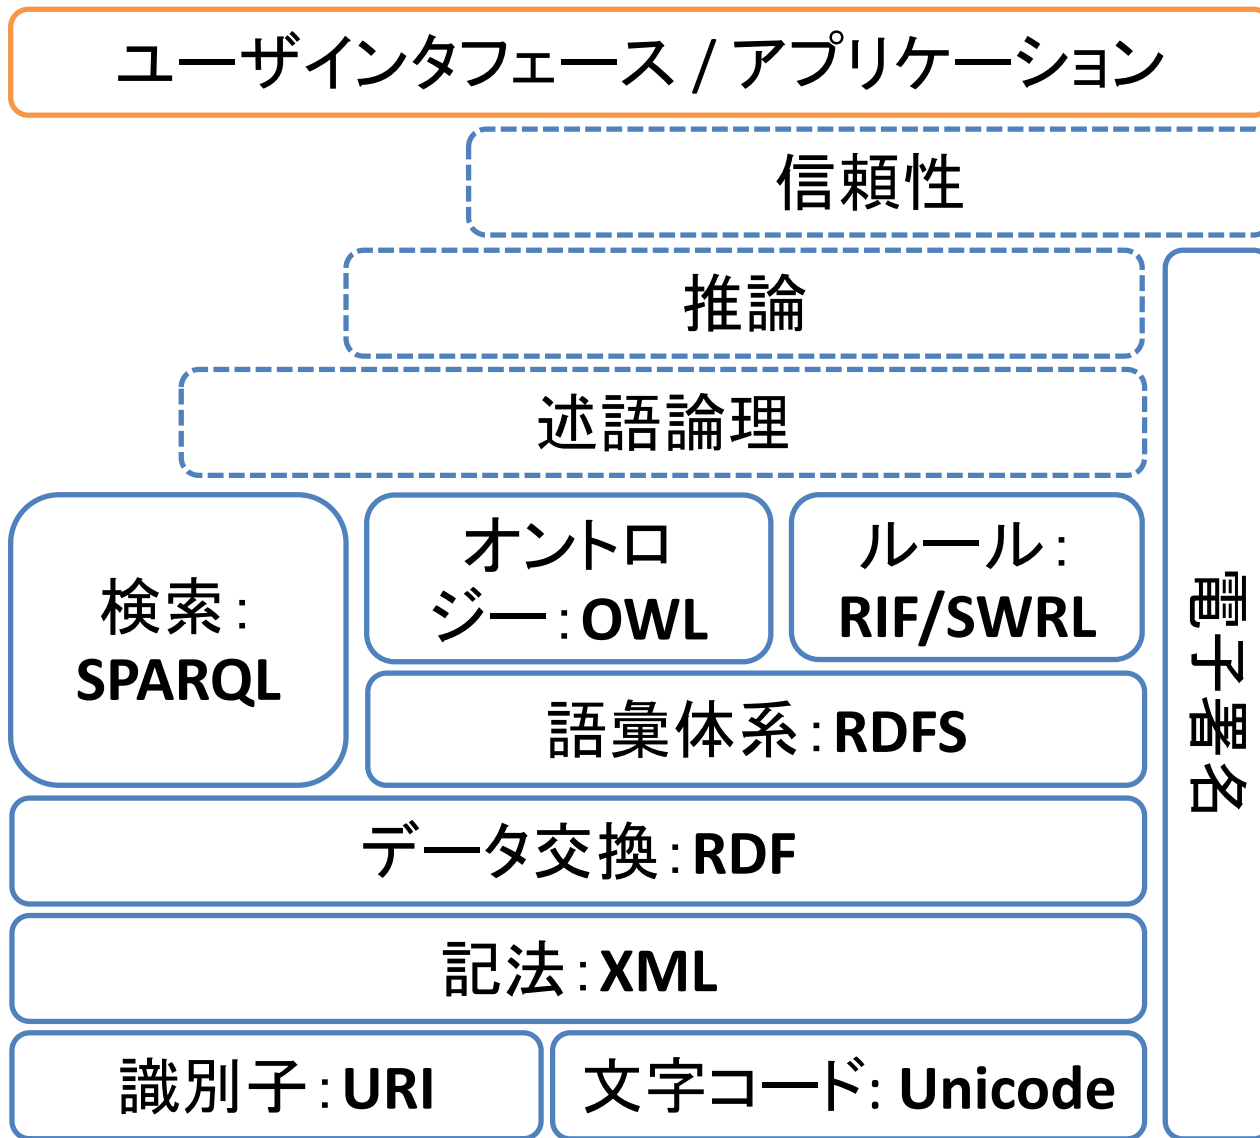 ユーザインタフェース / アプリケーション
信頼性
推論
述語論理
検索：
SPARQL
オントロ
ジー：OWL
ルール：
RIF/SWRL
電子署名
語彙体系：RDFS
データ交換：RDF
記法：XML
識別子：URI
文字コード: Unicode